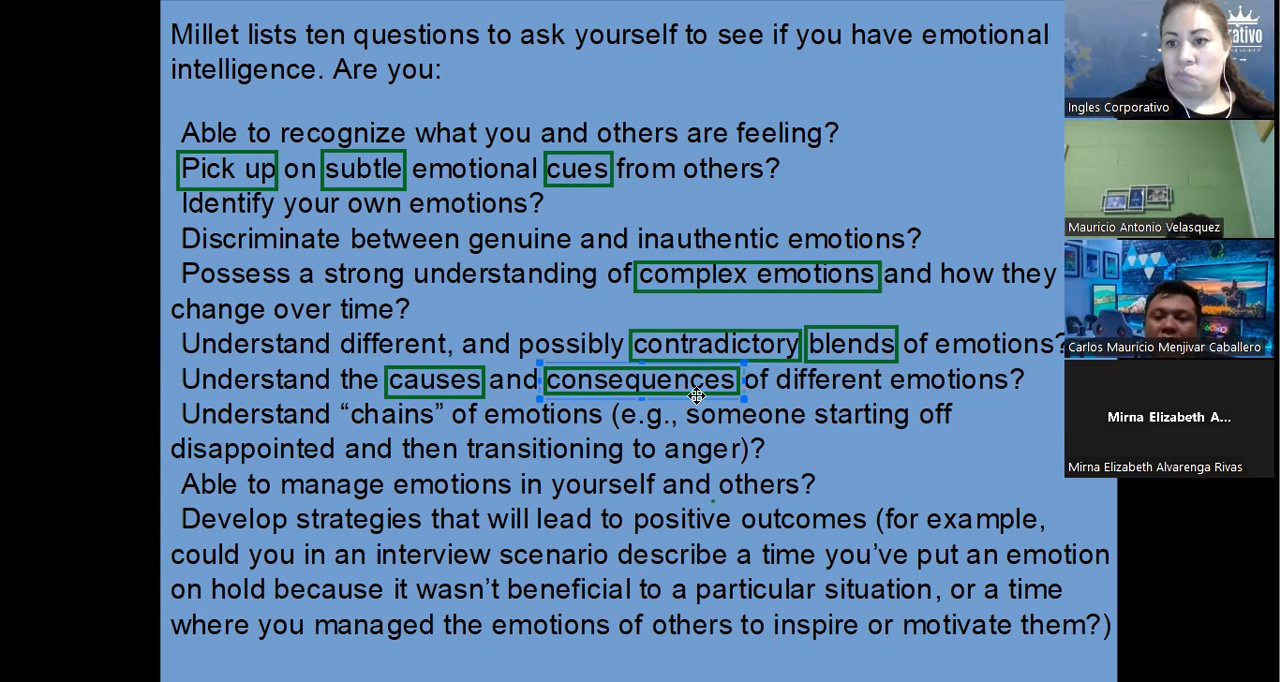 Millet lists ten questions to ask yourself to see if you have emotional
intelligence. Are you:
Able to recognize what you and others are feeling?
Pick up on subtle emotional cues from others?
Identify your own emotions?
Discriminate between genuine and inauthentic emotions?
Possess a strong understanding of complex emotions and how they
change over time?
Understand different, and possibly contradictory blends of emotions?
Understand the causes and consequences of different emotions?
Understand “chains” of emotions (e.g., someone starting off
disappointed and then transitioning to anger)?
Able to manage emotions in yourself and others?
Develop strategies that will lead to positive outcomes (for example,
could you in an interview scenario describe a time you’ve put an emotion
on hold because it wasn’t beneficial to a particular situation, or a time
where you managed the emotions of others to inspire or motivate them?)
Ingles Corporativo
Mauricio Antonio Velasquez
Carlos Mauricio Menjivar Caballero
Mirna Elizabeth A...
Mirna Elizabeth Alvarenga Rivas